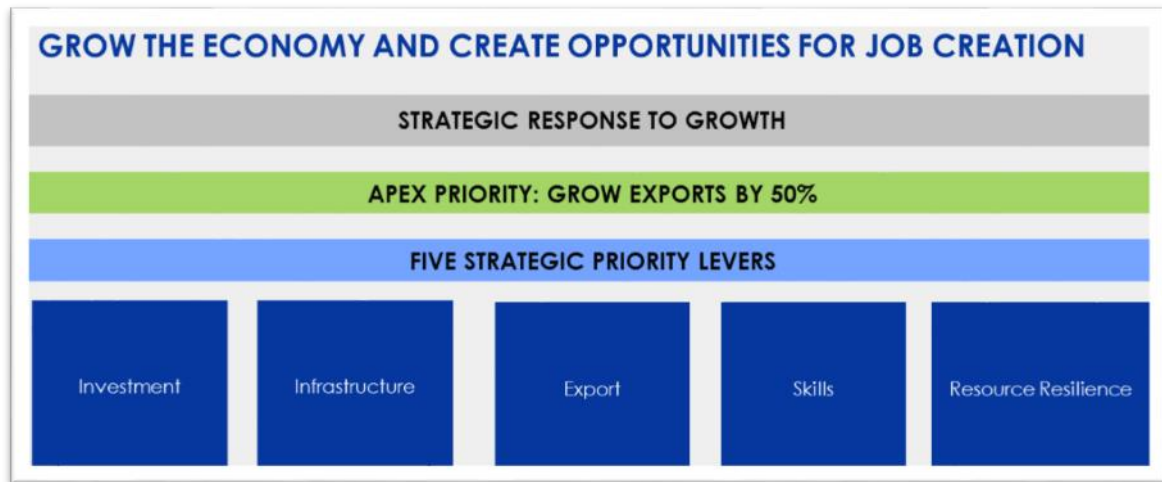 GROW THE ECONOMY AND CREATE OPPORTUNITIES FOR JOB CREATION
STRATEGIC RESPONSE TO GROWTH
APEX PRIORITY: GROW EXPORTS BY 50%
FIVE STRATEGIC PRIORITY LEVERS
Investment
Infrastructure
Export
Skills
Resource Resilience